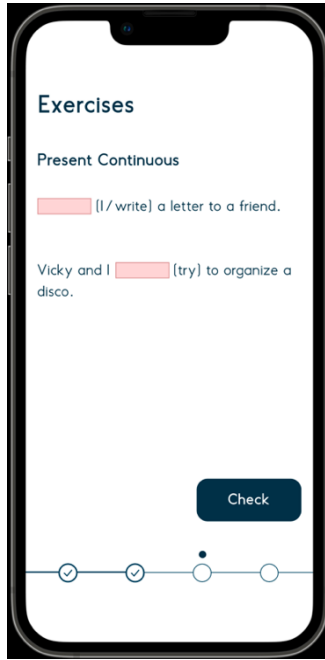 Exercises
Present Continuous
(I/write) a letter to a friend.
Vicky and I (try) to organize a
disco.
Check